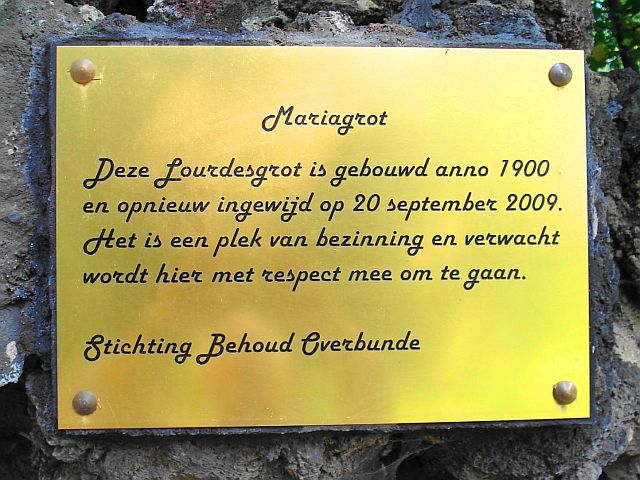 Mariagrot
Deze Lourdesgrot is gebouwd anno 1900
en opnieuw ingewijd op 20 september 2009.
Het is een plek van bezinning en verwacht
wordt hier met respect mee om te gaan.
Stichting Behoud Overbunde